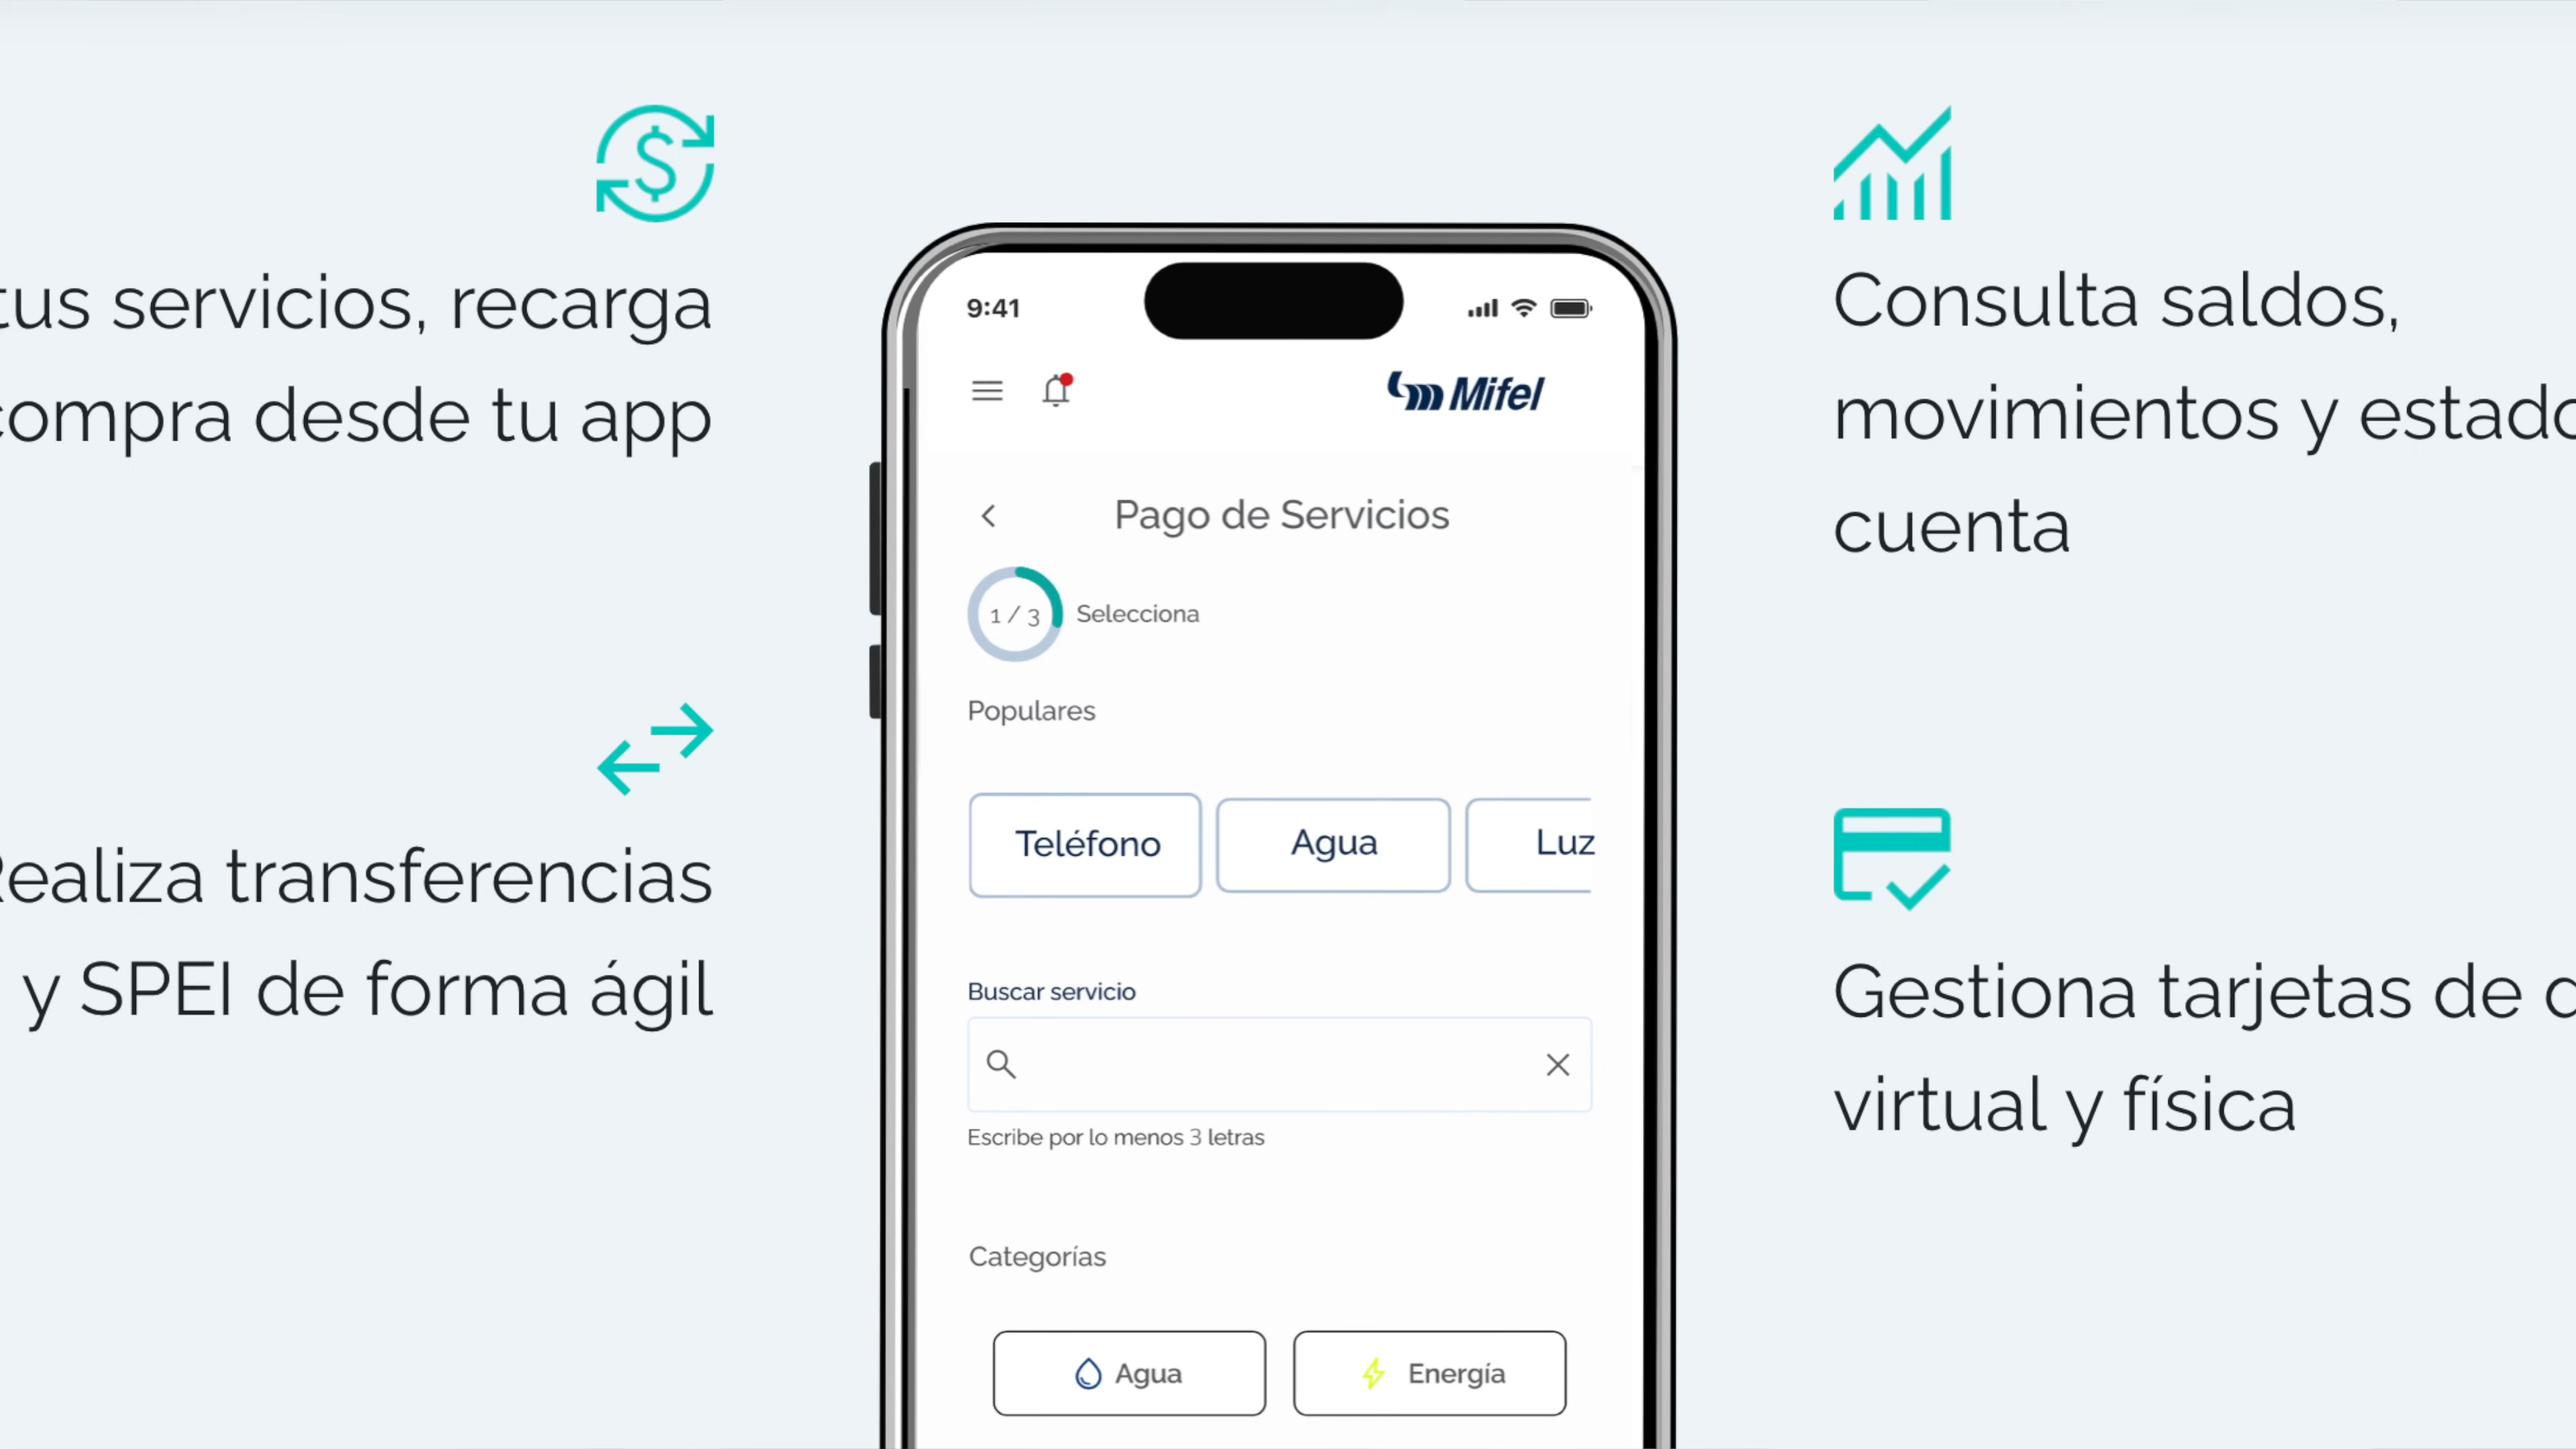 tus servicios, recarga
compra desde tu app
Realiza transferencias
y SPEI de forma ágil
9:41
Mifel
Pago de Servicios
1 / 3 Selecciona
Populares
Teléfono Agua Luz
Buscar servicio
Escribe por lo menos 3 letras
Categorías
Agua Energía
Consulta saldos,
movimientos y estado
cuenta
Gestiona tarjetas de
virtual y física